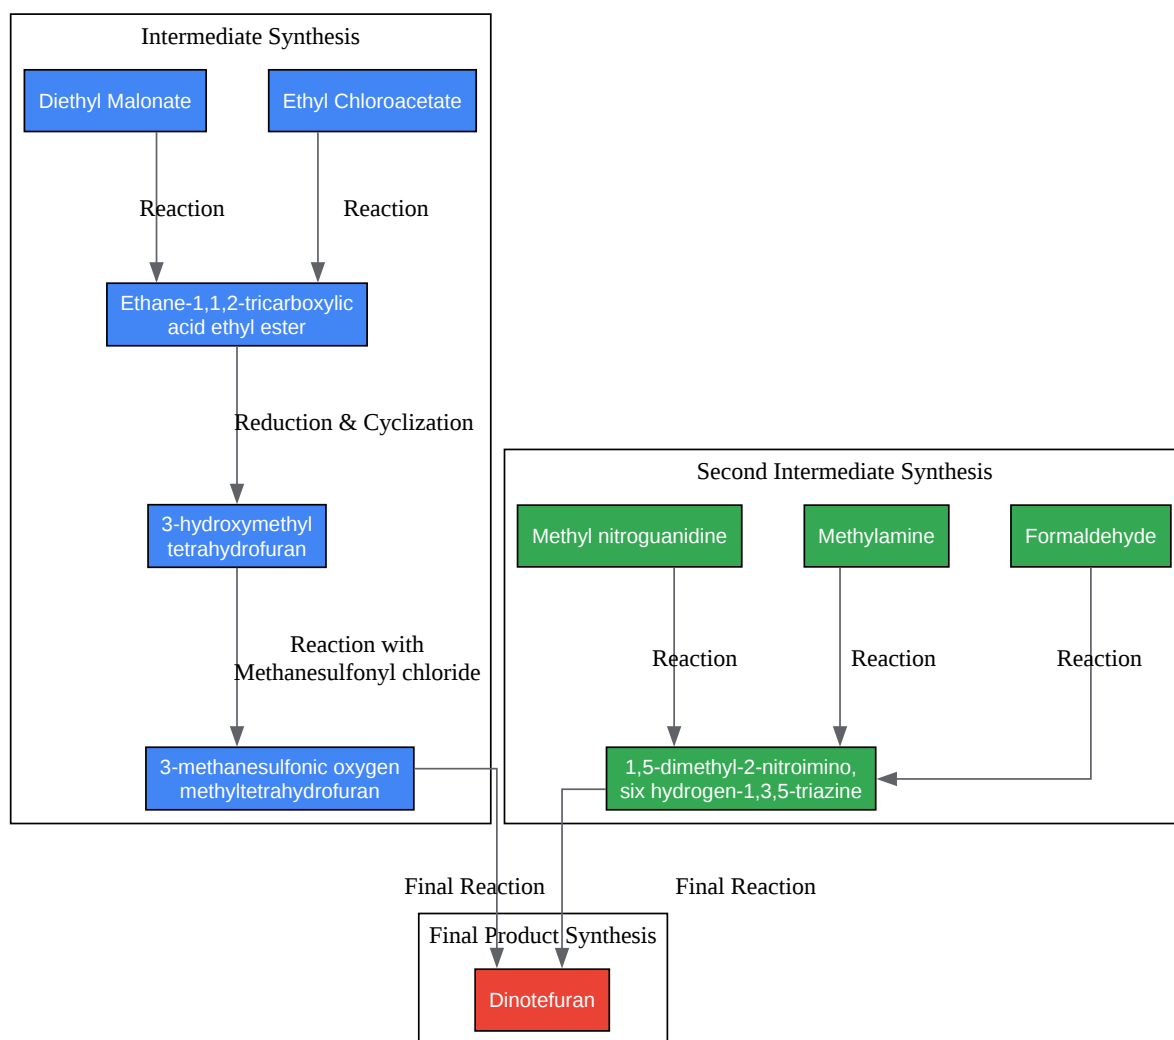 Intermediate Synthesis
Diethyl Malonate
Ethyl Chloroacetate
Reaction
Reaction
Ethane-1,1,2-tricarboxylic
acid ethyl ester
Reduction & Cyclization
3-hydroxymethyl
tetrahydrofuran
Reaction with
Methanesulfonyl chloride
3-methanesulfonic oxygen
methyltetrahydrofuran
Second Intermediate Synthesis
Methyl nitroguanidine
Methylamine
Formaldehyde
Reaction
Reaction
Reaction
1,5-dimethyl-2-nitroimino,
six hydrogen-1,3,5-triazine
Final Reaction
Final Reaction
Final Product Synthesis
Dinotefuran